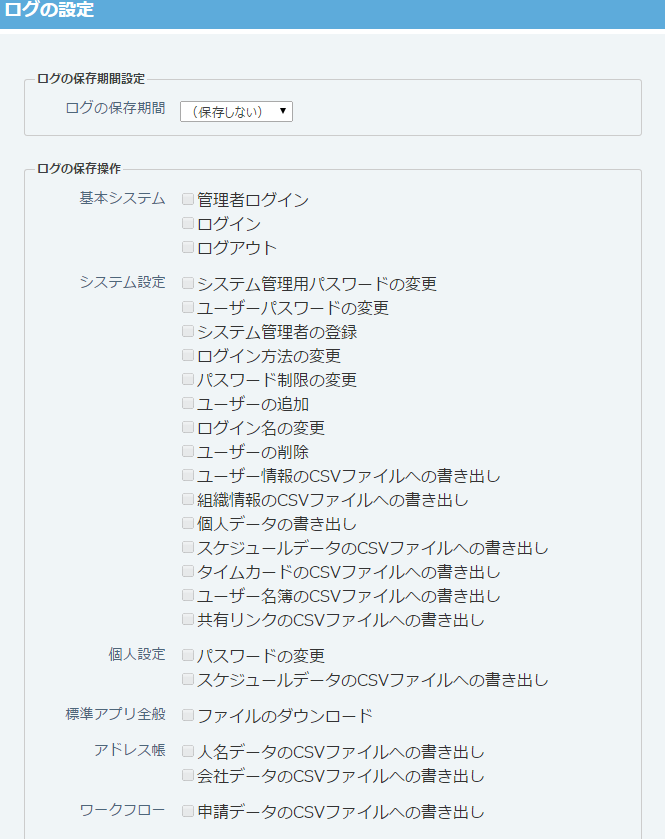 ログの設定
ログの保存期間設定
ログの保存期間 （保存しない）
ログの保存操作
基本システム 管理者ログイン
ログイン
ログアウト
システム設定 システム管理用パスワードの変更
ユーザーパスワードの変更
システム管理者の登録
ログイン方法の変更
パスワード制限の変更
ユーザーの追加
ログイン名の変更
ユーザーの削除
ユーザー情報のCSVファイルへの書き出し
組織情報のCSVファイルへの書き出し
個人データの書き出し
スケジュールデータのCSVファイルへの書き出し
タイムカードのCSVファイルへの書き出し
ユーザー名簿のCSVファイルへの書き出し
共有リンクのCSVファイルへの書き出し
個人設定 パスワードの変更
スケジュールデータのCSVファイルへの書き出し
標準アプリ全般 ファイルのダウンロード
アドレス帳 人名データのCSVファイルへの書き出し
会社データのCSVファイルへの書き出し
ワークフロー 申請データのCSVファイルへの書き出し